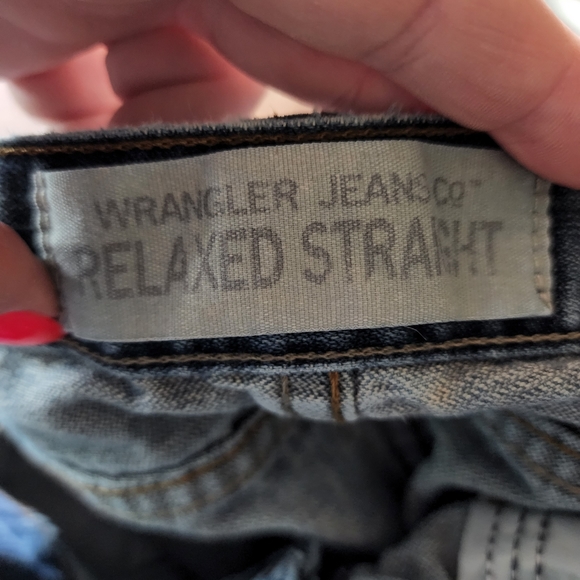 WRANGLER JEANS CO™
RELAXED STRAIGHT